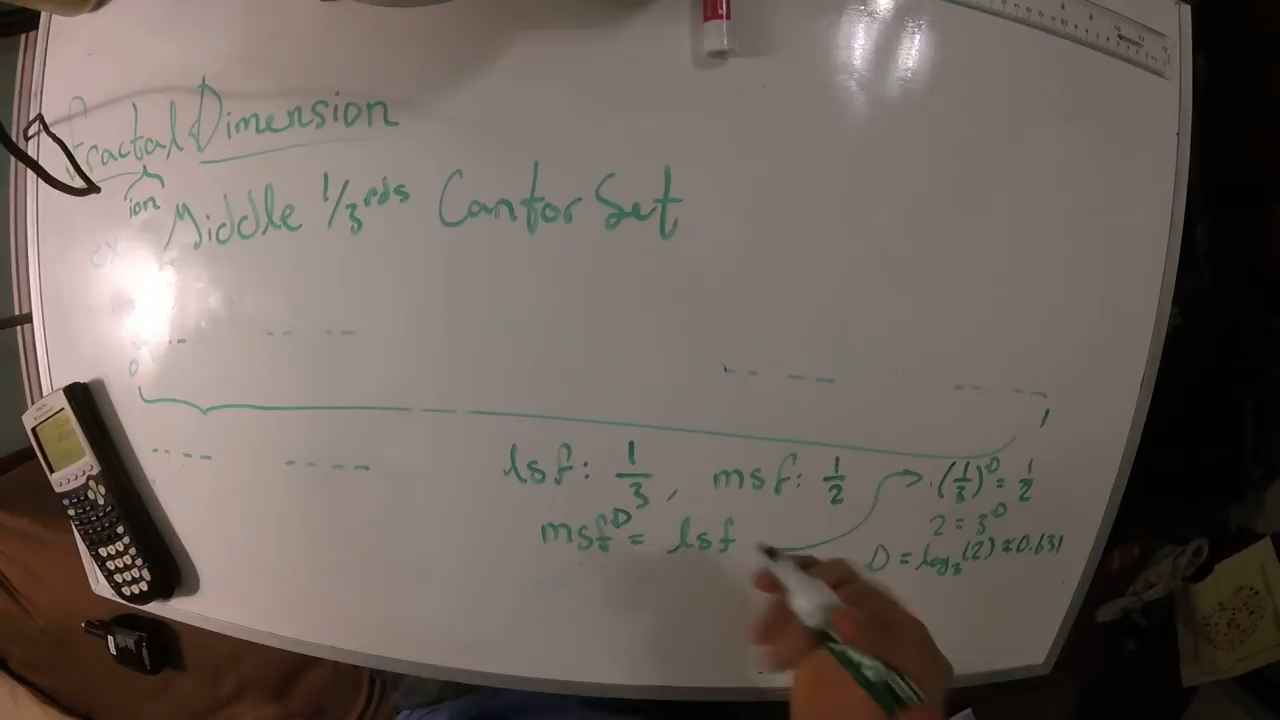 Fractal Dimension
ion
ex Middle 1/3rds Cantor Set
0
1
lsf: 1/3, msf: 1/2
msf^D = lsf
(1/3)^D = 1/2
2 = 3^D
D = log₃(2) ≈ 0.631